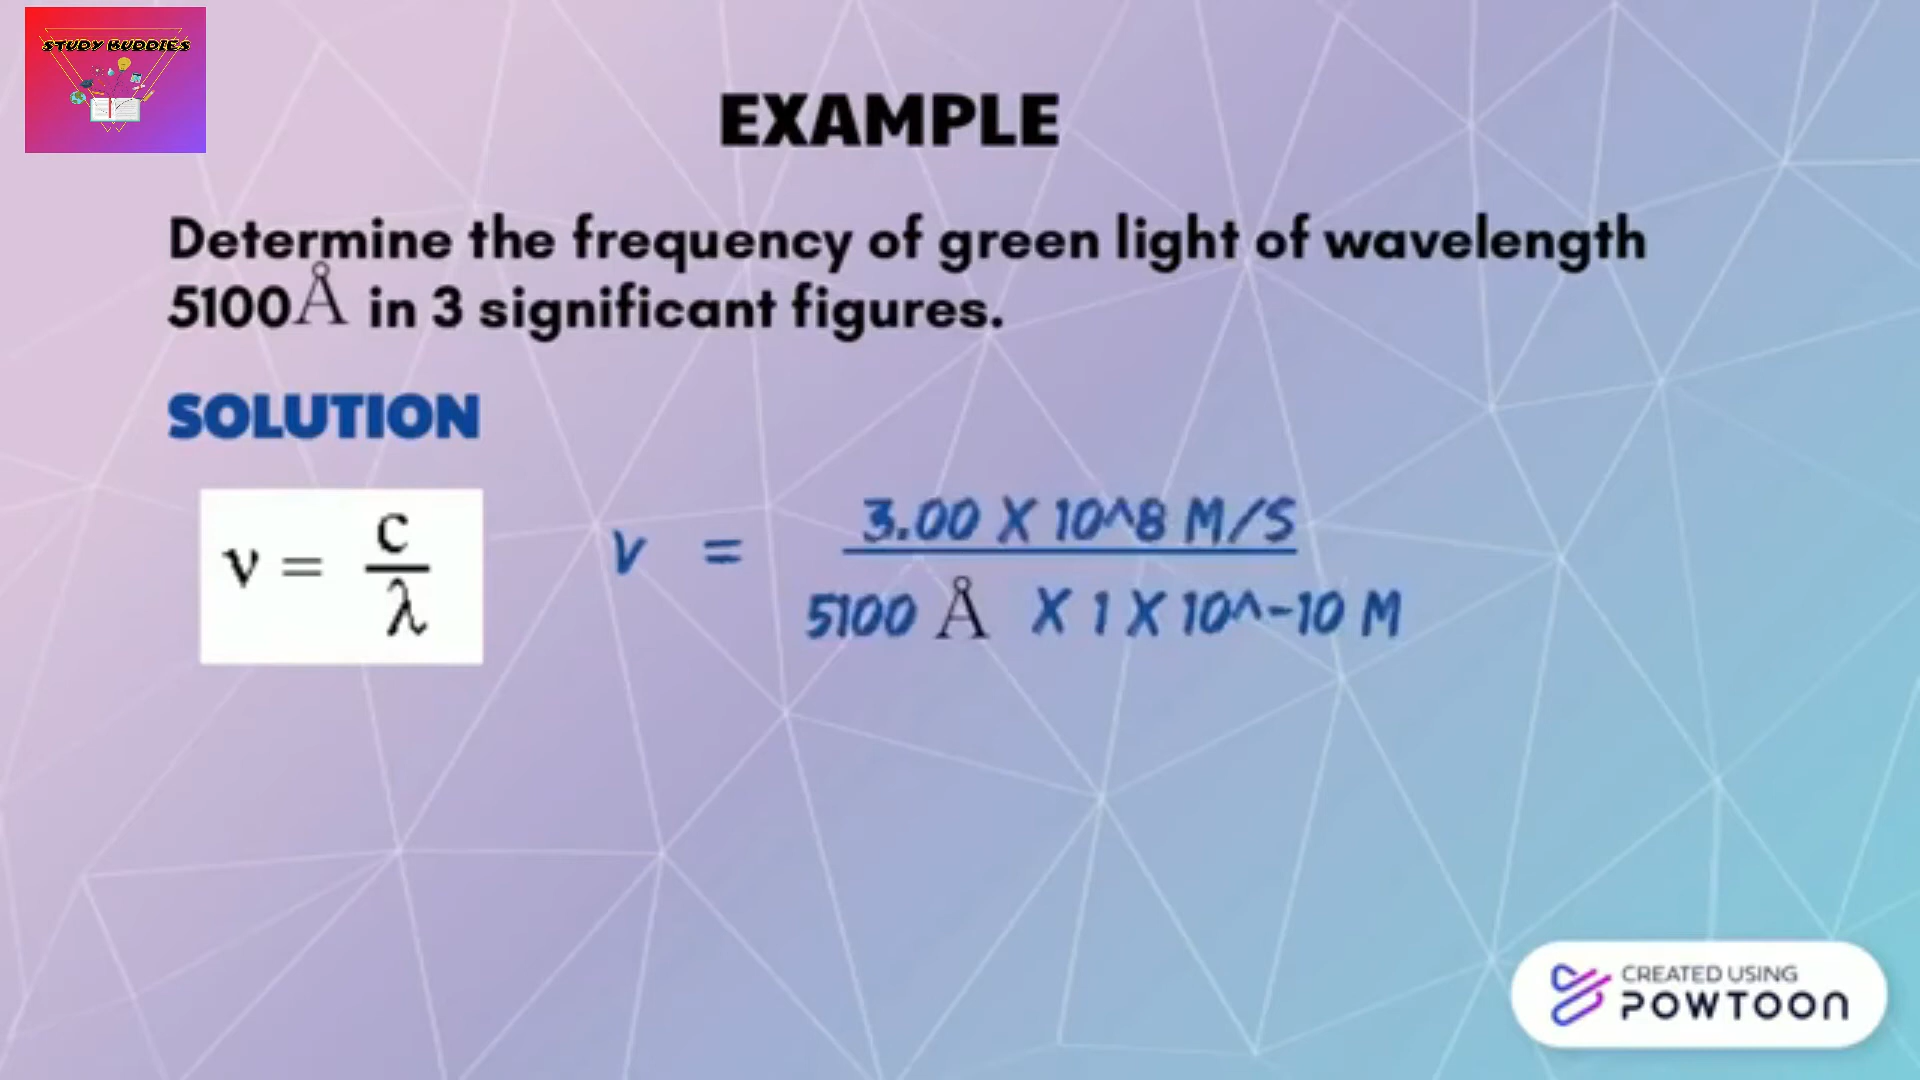 STUDY BUDDIES
EXAMPLE
Determine the frequency of green light of wavelength
5100Å in 3 significant figures.
SOLUTION
ν = c/λ
V = 3.00 X 10^8 M/S
5100 Å X 1 X 10^-10 M
CREATED USING
POWTOON